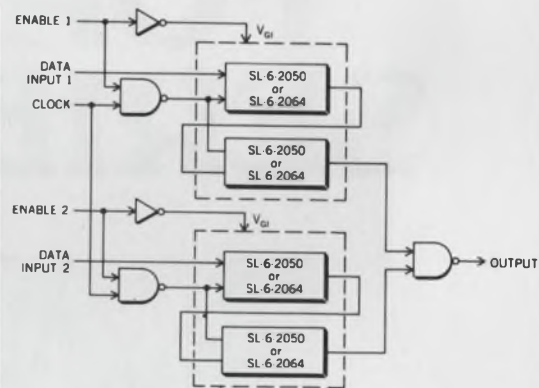 ENABLE 1
VGI
DATA
INPUT 1
SL-6-2050
or
SL-6-2064
CLOCK
SL-6-2050
or
SL 6 2064
ENABLE 2
VGI
DATA
INPUT 2
SL-6-2050
or
SL-6-2064
OUTPUT
SL-6-2050
or
SL-6-2064